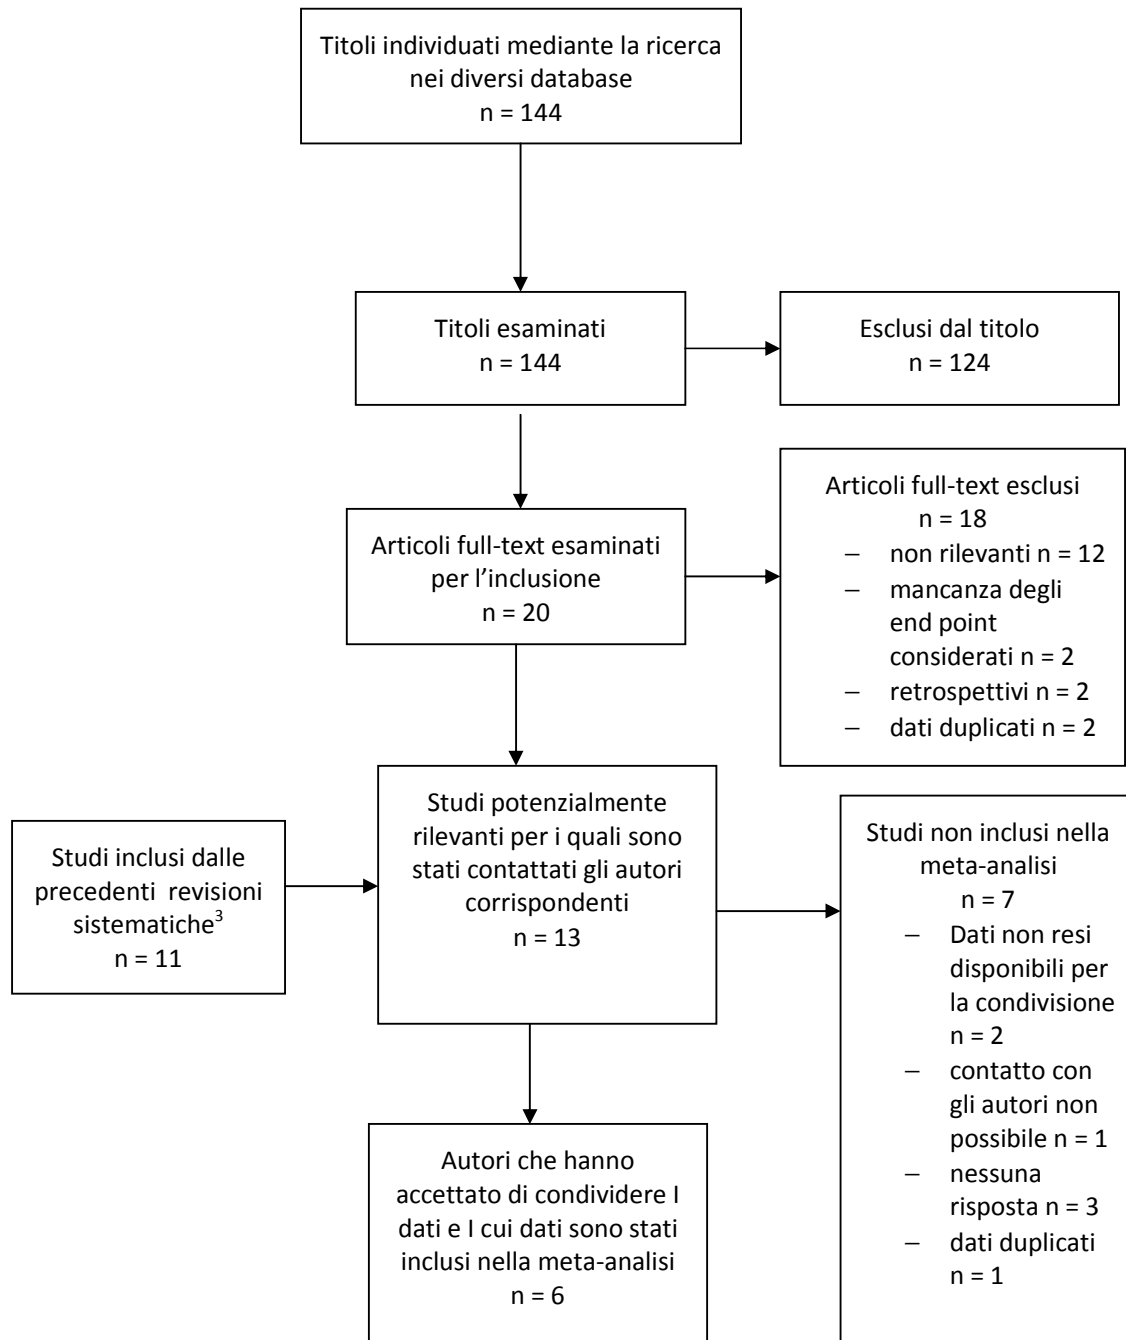 Titoli individuati mediante la ricerca
nei diversi database
n = 144
Titoli esaminati
n = 144
Esclusi dal titolo
n = 124
Articoli full-text esaminati
per l’inclusione
n = 20
Articoli full-text esclusi
n = 18
– non rilevanti n = 12
– mancanza degli
end point
considerati n = 2
– retrospettivi n = 2
– dati duplicati n = 2
Studi inclusi dalle
precedenti revisioni
sistematiche³
n = 11
Studi potenzialmente
rilevanti per i quali sono
stati contattati gli autori
corrispondenti
n = 13
Studi non inclusi nella
meta-analisi
n = 7
– Dati non resi
disponibili per
la condivisione
n = 2
– contatto con
gli autori non
possibile n = 1
– nessuna
risposta n = 3
– dati duplicati
n = 1
Autori che hanno
accettato di condividere I
dati e I cui dati sono stati
inclusi nella meta-analisi
n = 6